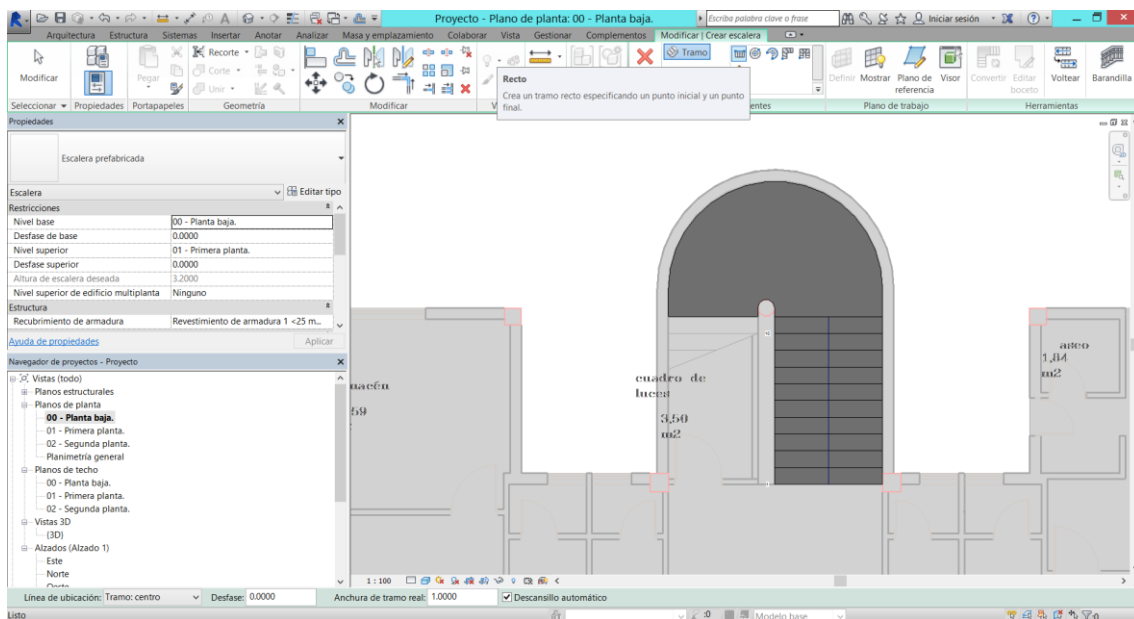 Proyecto - Plano de planta: 00 - Planta baja.
Escriba palabra clave o frase
Iniciar sesión
Arquitectura Estructura Sistemas Insertar Anotar Analizar Masa y emplazamiento Colaborar Vista Gestionar Complementos Modificar | Crear escalera
Modificar
Pegar
Recorte
Corte
Unir
Tramo
Definir Mostrar Plano de referencia Visor Convertir Editar boceto Voltear Barandilla
Seleccionar Propiedades Portapapeles Geometría Modificar Plano de trabajo Herramientas
Recto
Crea un tramo recto especificando un punto inicial y un punto
final.
Propiedades
Escalera prefabricada
Escalera Editar tipo
Restricciones
Nivel base 00 - Planta baja.
Desfase de base 0.0000
Nivel superior 01 - Primera planta.
Desfase superior 0.0000
Altura de escalera deseada 3.2000
Nivel superior de edificio multiplanta Ninguno
Estructura
Recubrimiento de armadura Revestimiento de armadura 1 <25 m...
Ayuda de propiedades Aplicar
Navegador de proyectos - Proyecto
Vistas (todo)
Planos estructurales
Planos de planta
00 - Planta baja.
01 - Primera planta.
02 - Segunda planta.
Planimetría general
Planos de techo
00 - Planta baja.
01 - Primera planta.
02 - Segunda planta.
Vistas 3D
{3D}
Alzados (Alzado 1)
Este
Norte
cuadro de
luces
3,50
m2
aseo
1,84
m2
1 : 100
Línea de ubicación: Tramo: centro Desfase: 0.0000 Anchura de tramo real: 1.0000 Descansillo automático
Listo
:0 Modelo base :0